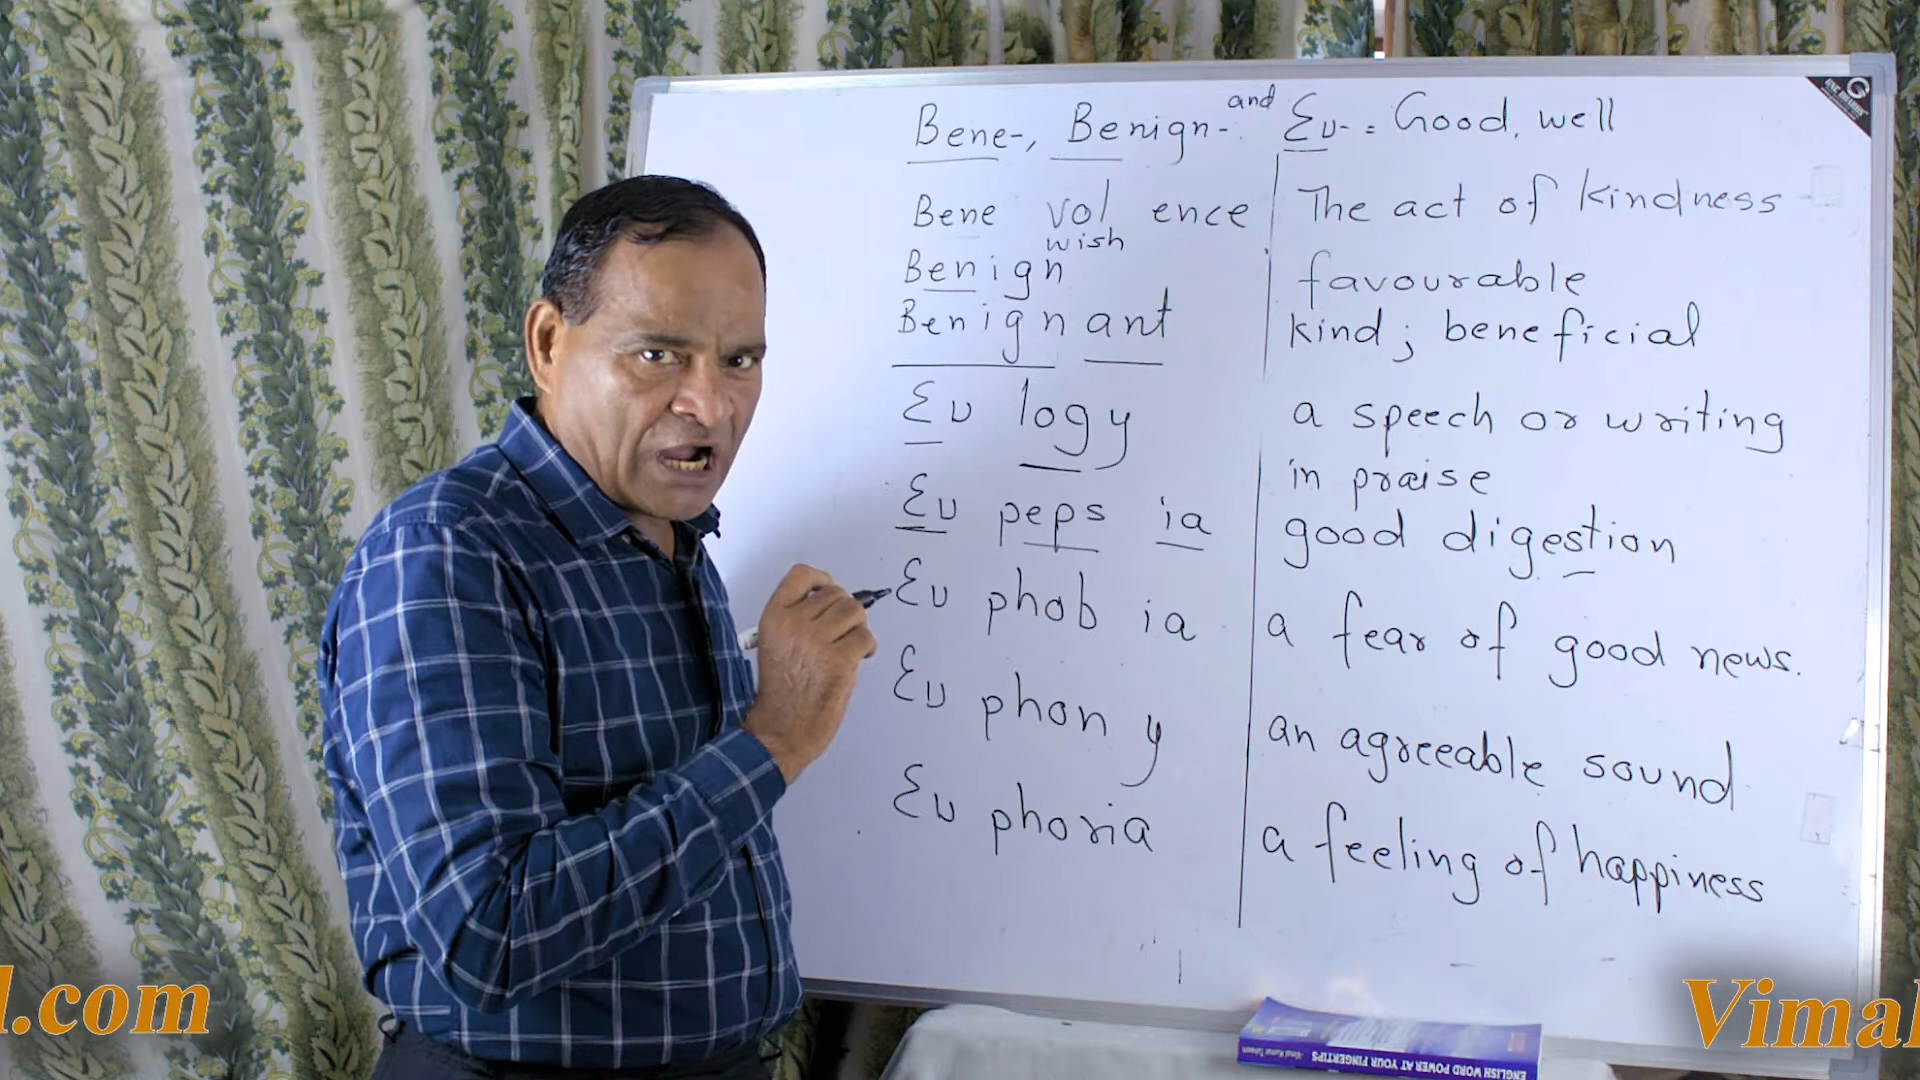 Bene-, Benign- and Eu- = Good, well
Bene vol ence The act of kindness
wish
Benign favourable
Benignant kind; beneficial
Eu logy a speech or writing
in praise
Eu peps ia good digestion
Eu phob ia a fear of good news.
Eu phon y an agreeable sound
Eu phoria a feeling of happiness
l.com
Vimal
ENGLISH WORD POWER AT YOUR FINGERTIPS